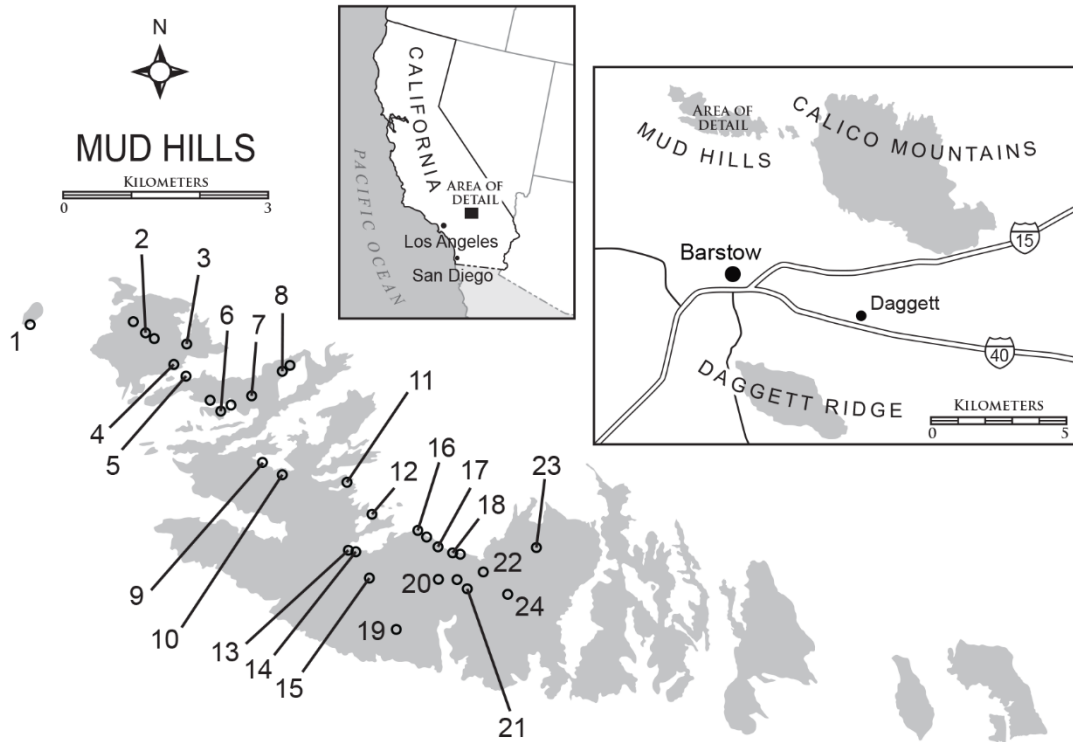 N
MUD HILLS
KILOMETERS
0 3
CALIFORNIA
PACIFIC OCEAN
AREA OF
DETAIL
Los Angeles
San Diego
AREA OF
DETAIL
MUD HILLS
CALICO MOUNTAINS
15
Barstow
Daggett
40
DAGGETT RIDGE
KILOMETERS
0 5
1
2
3
4
5
6
7
8
9
10
11
12
13
14
15
16
17
18
19
20
21
22
23
24